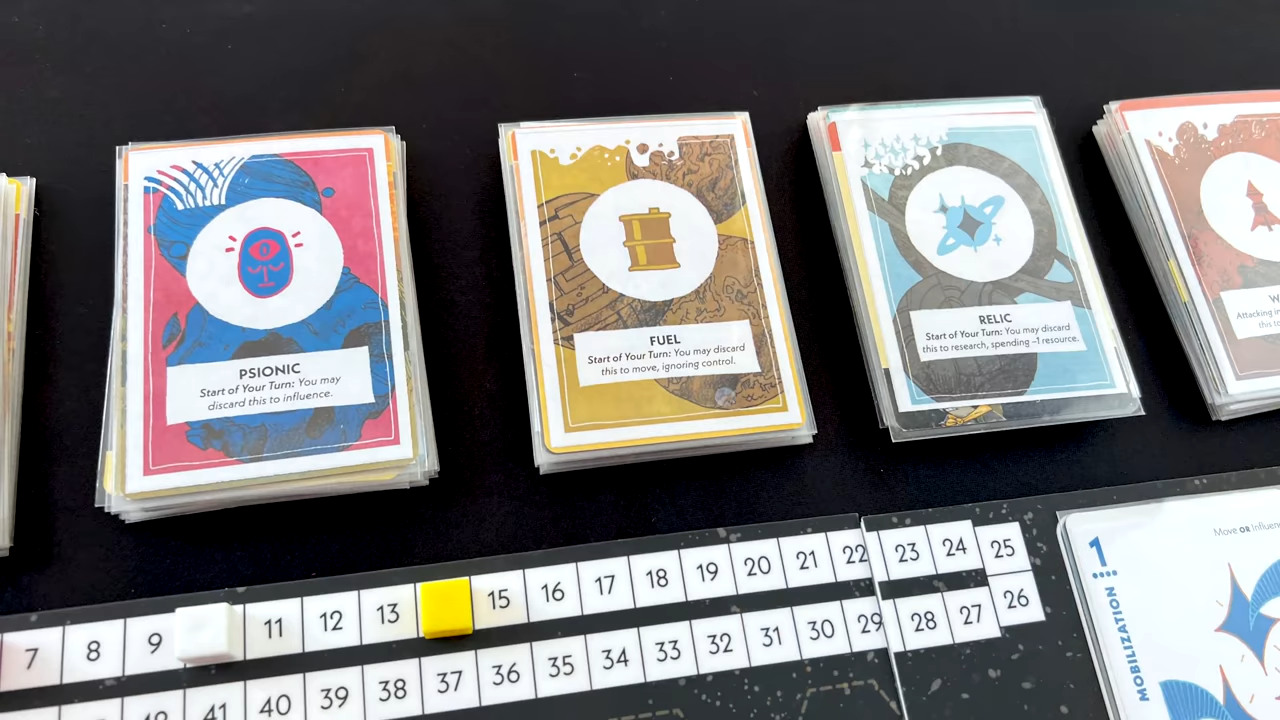 PSIONIC
Start of Your Turn: You may
discard this to influence.
FUEL
Start of Your Turn: You may discard
this to move, ignoring control.
RELIC
Start of Your Turn: You may discard
this to research, spending –1 resource.
W
Attacking in
this to
7 8 9 11 12 13 15 16 17 18 19 20 21 22 23 24 25
41 40 39 38 37 36 35 34 33 32 31 30 29 28 27 26
1
MOBILIZATION
Move OR Influence